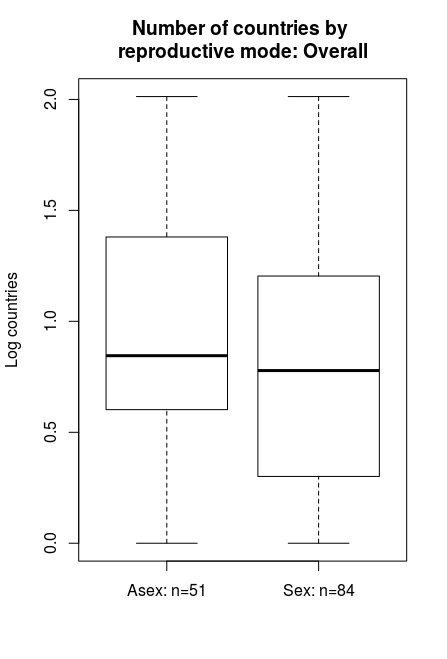 Number of countries by
reproductive mode: Overall
Log countries
2.0
1.5
1.0
0.5
0.0
Asex: n=51
Sex: n=84